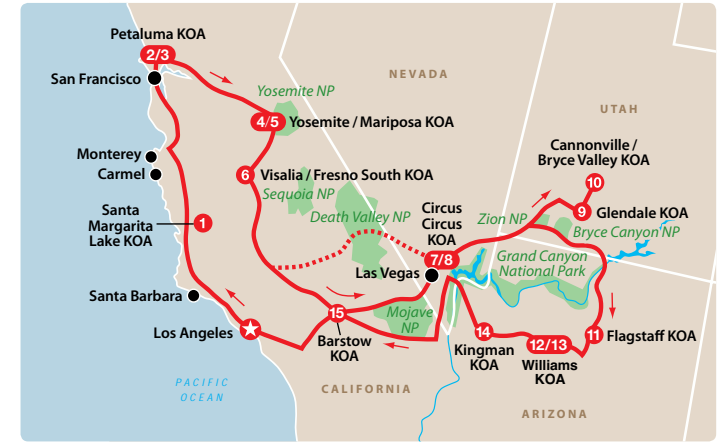 Petaluma KOA
2/3
San Francisco
NEVADA
Yosemite NP
UTAH
4/5
Yosemite / Mariposa KOA
Cannonville /
Bryce Valley KOA
Monterey
Carmel
6
Visalia / Fresno South KOA
10
Sequoia NP
Circus
Circus
KOA
Santa
Margarita
Lake KOA
1
Death Valley NP
Zion NP
9
Glendale KOA
Bryce Canyon NP
7/8
Las Vegas
Grand Canyon
National Park
Santa Barbara
Mojave
NP
Los Angeles
15
Barstow
KOA
14
Kingman
KOA
12/13
Williams
KOA
11
Flagstaff KOA
PACIFIC
OCEAN
CALIFORNIA
ARIZONA